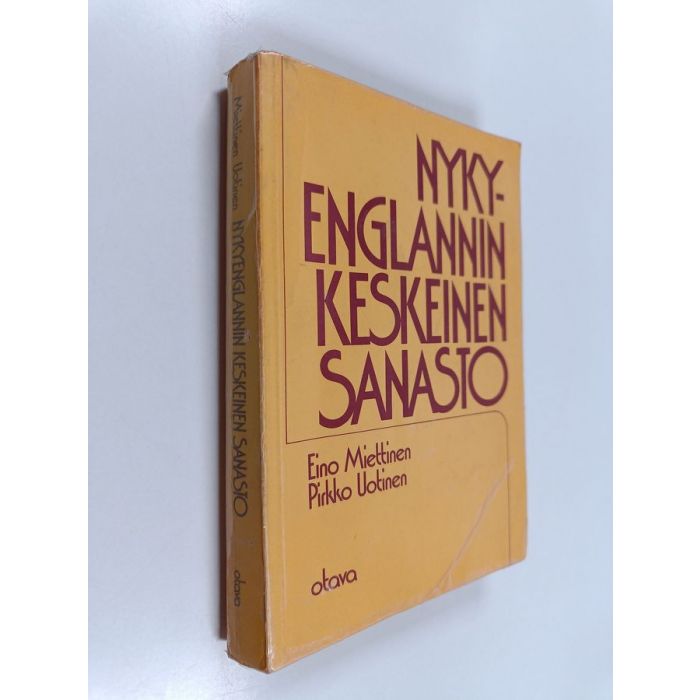 NYKY-
ENGLANNIN
KESKEINEN
SANASTO
Eino Miettinen
Pirkko Uotinen
otava
Miettinen Uotinen NYKYENGLANNIN KESKEINEN SANASTO otava